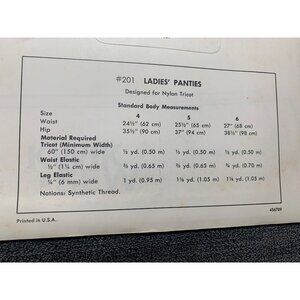 #201 LADIES' PANTIES
Designed for Nylon Tricot
Standard Body Measurements
Size 4 5 6
Waist 24½" (62 cm) 25½" (65 cm) 27" (68 cm)
Hip 35½" (90 cm) 37" (94 cm) 38½" (98 cm)
Material Required
Tricot (Minimum Width)
60" (150 cm) wide ½ yd. (0.50 m) ½ yd. (0.50 m) ½ yd. (0.50 m)
Waist Elastic
½" (1¼ cm) wide ¾ yd. (0.65 m) ¾ yd. (0.65 m) ¾ yd. (0.70 m)
Leg Elastic
¼" (6 mm) wide 1 yd. (0.95 m) 1⅛ yd. (1.05 m) 1⅛ yd. (1.05 m)
Notions: Synthetic Thread.
Printed in U.S.A.